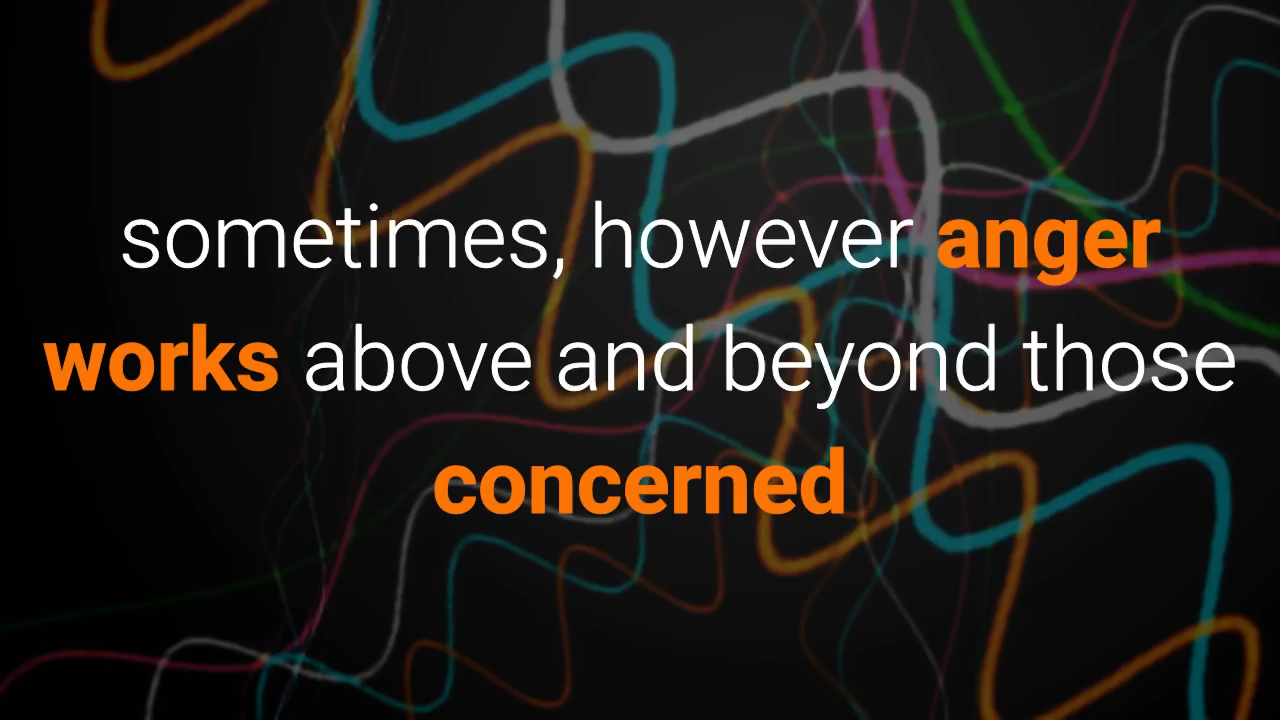 sometimes, however anger
works above and beyond those
concerned